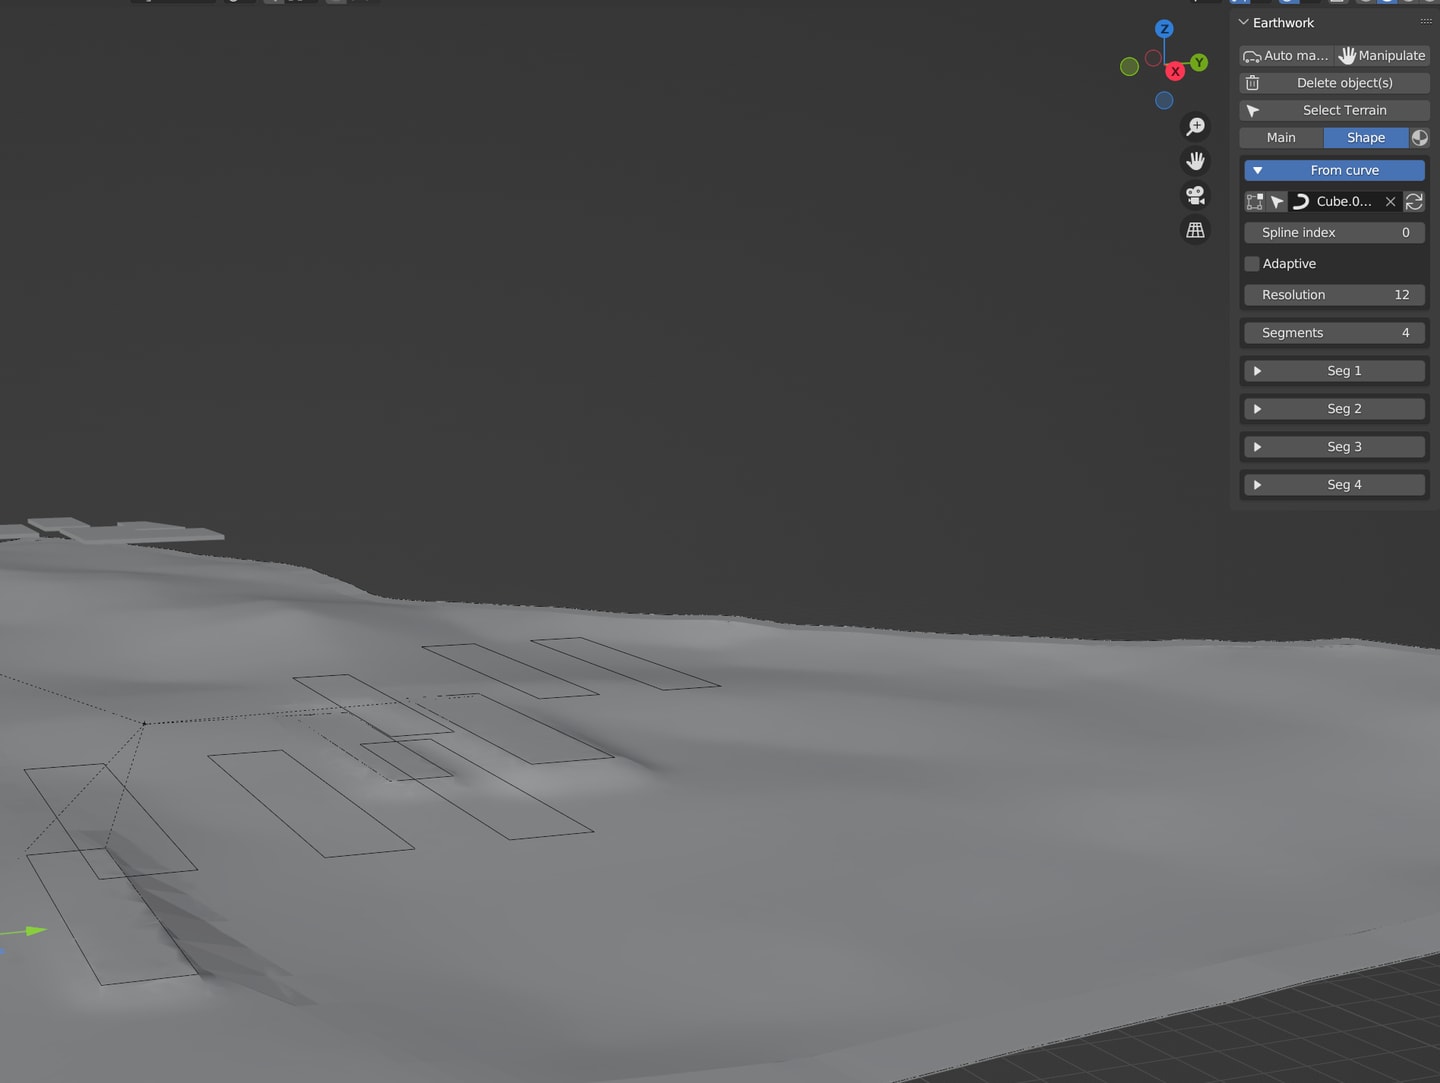 Earthwork
Auto ma... Manipulate
Delete object(s)
Select Terrain
Main Shape
From curve
Cube.0...
Spline index 0
Adaptive
Resolution 12
Segments 4
Seg 1
Seg 2
Seg 3
Seg 4
Z
Y
X